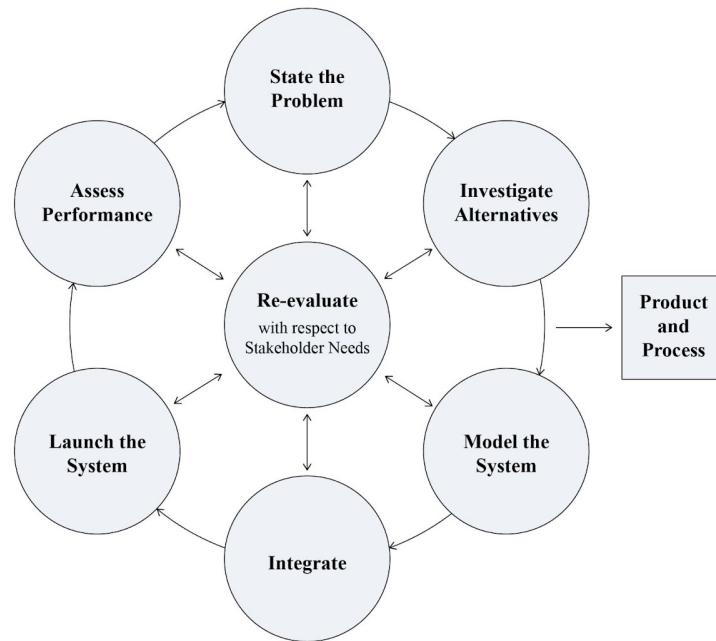 State the
Problem
Assess
Performance
Investigate
Alternatives
Re-evaluate
with respect to
Stakeholder Needs
Product
and
Process
Launch the
System
Model the
System
Integrate